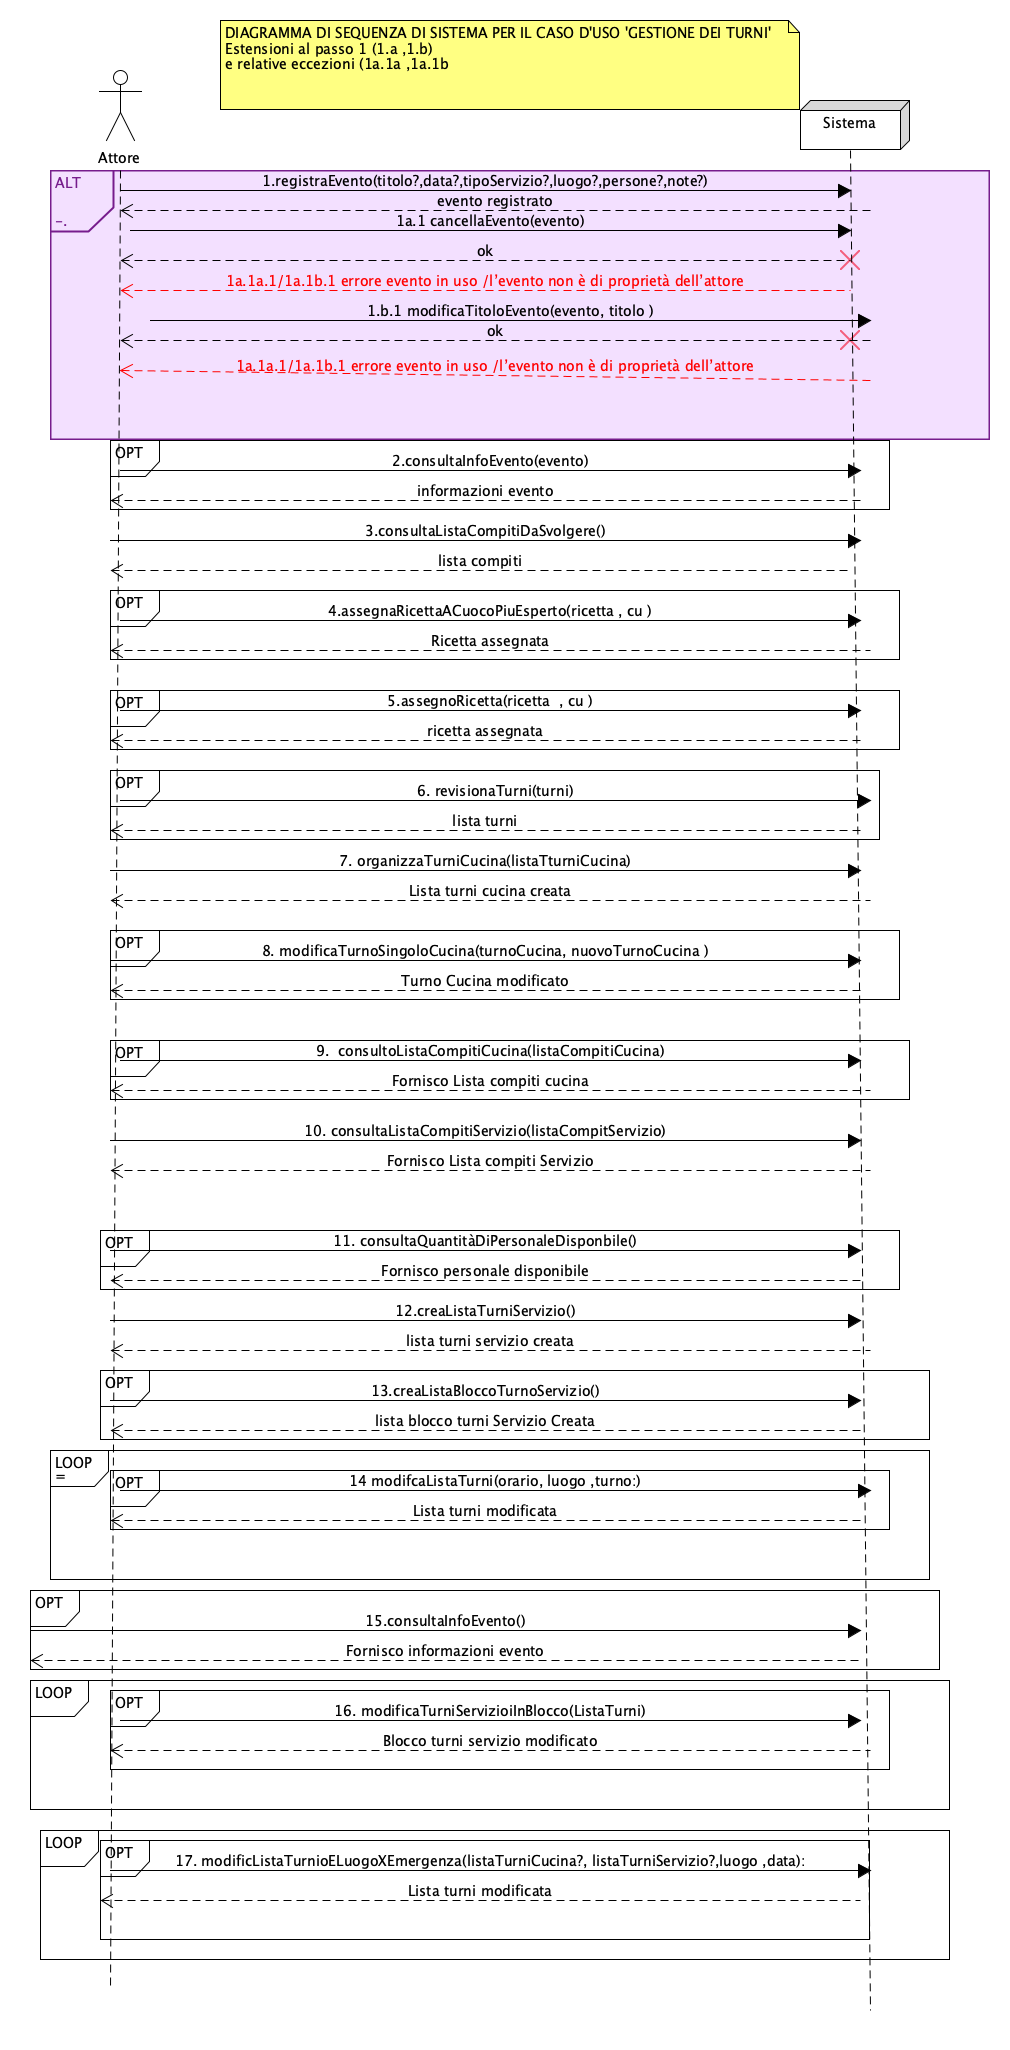 DIAGRAMMA DI SEQUENZA DI SISTEMA PER IL CASO D'USO 'GESTIONE DEI TURNI'
Estensioni al passo 1 (1.a ,1.b)
e relative eccezioni (1a.1a ,1a.1b
Sistema
Attore
ALT
1.registraEvento(titolo?,data?,tipoServizio?,luogo?,persone?,note?)
evento registrato
-.
1a.1 cancellaEvento(evento)
ok
1a.1a.1/1a.1b.1 errore evento in uso /l'evento non è di proprietà dell'attore
1.b.1 modificaTitoloEvento(evento, titolo )
ok
1a.1a.1/1a.1b.1 errore evento in uso /l'evento non è di proprietà dell'attore
OPT
2.consultaInfoEvento(evento)
informazioni evento
3.consultaListaCompitiDaSvolgere()
lista compiti
OPT
4.assegnaRicettaACuocoPiuEsperto(ricetta , cu )
Ricetta assegnata
OPT
5.assegnoRicetta(ricetta  , cu )
ricetta assegnata
OPT
6. revisionaTurni(turni)
lista turni
7. organizzaTurniCucina(listaTturniCucina)
Lista turni cucina creata
OPT
8. modificaTurnoSingoloCucina(turnoCucina, nuovoTurnoCucina )
Turno Cucina modificato
OPT
9.  consultoListaCompitiCucina(listaCompitiCucina)
Fornisco Lista compiti cucina
10. consultaListaCompitiServizio(listaCompitServizio)
Fornisco Lista compiti Servizio
OPT
11. consultaQuantitàDiPersonaleDisponbile()
Fornisco personale disponibile
12.creaListaTurniServizio()
lista turni servizio creata
OPT
13.creaListaBloccoTurnoServizio()
lista blocco turni Servizio Creata
LOOP
=
OPT
14 modifcaListaTurni(orario, luogo ,turno:)
Lista turni modificata
OPT
15.consultaInfoEvento()
Fornisco informazioni evento
LOOP
OPT
16. modificaTurniServizioiInBlocco(ListaTurni)
Blocco turni servizio modificato
LOOP
OPT
17. modificListaTurnioELuogoXEmergenza(listaTurniCucina?, listaTurniServizio?,luogo ,data):
Lista turni modificata